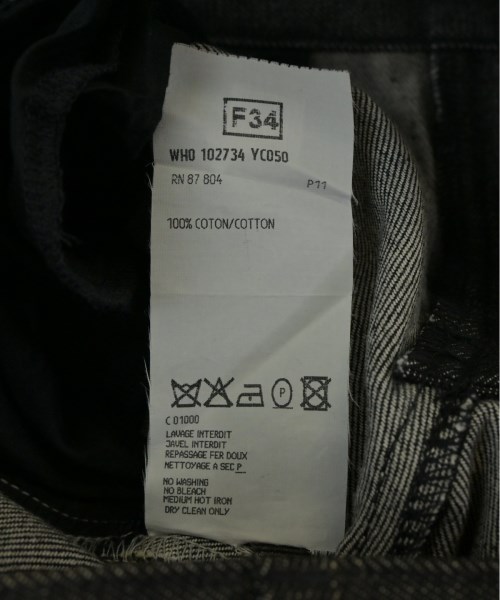 F34
WHO 102734 YC050
RN 87 804 P11
100% COTON/COTTON
P
C 01000
LAVAGE INTERDIT
JAVEL INTERDIT
REPASSAGE FER DOUX
NETTOYAGE A SEC P
NO WASHING
NO BLEACH
MEDIUM HOT IRON
DRY CLEAN ONLY